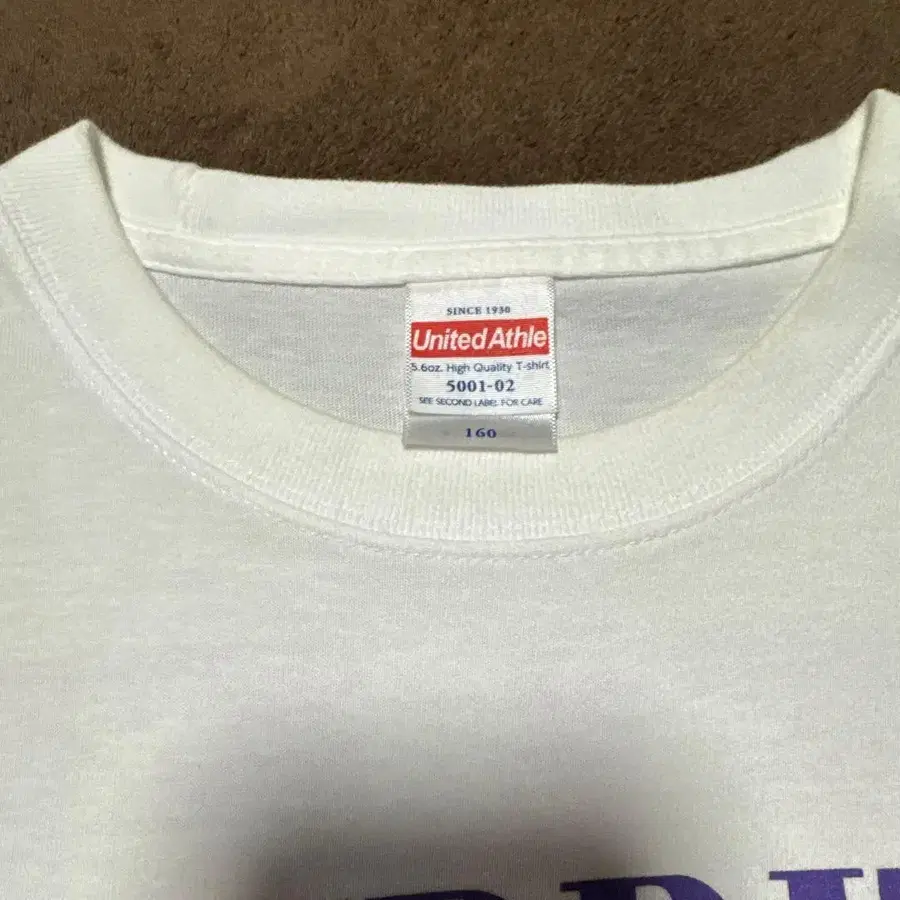 SINCE 1930
United Athle
5.6oz. High Quality T-shirt
5001-02
SEE SECOND LABEL FOR CARE
160